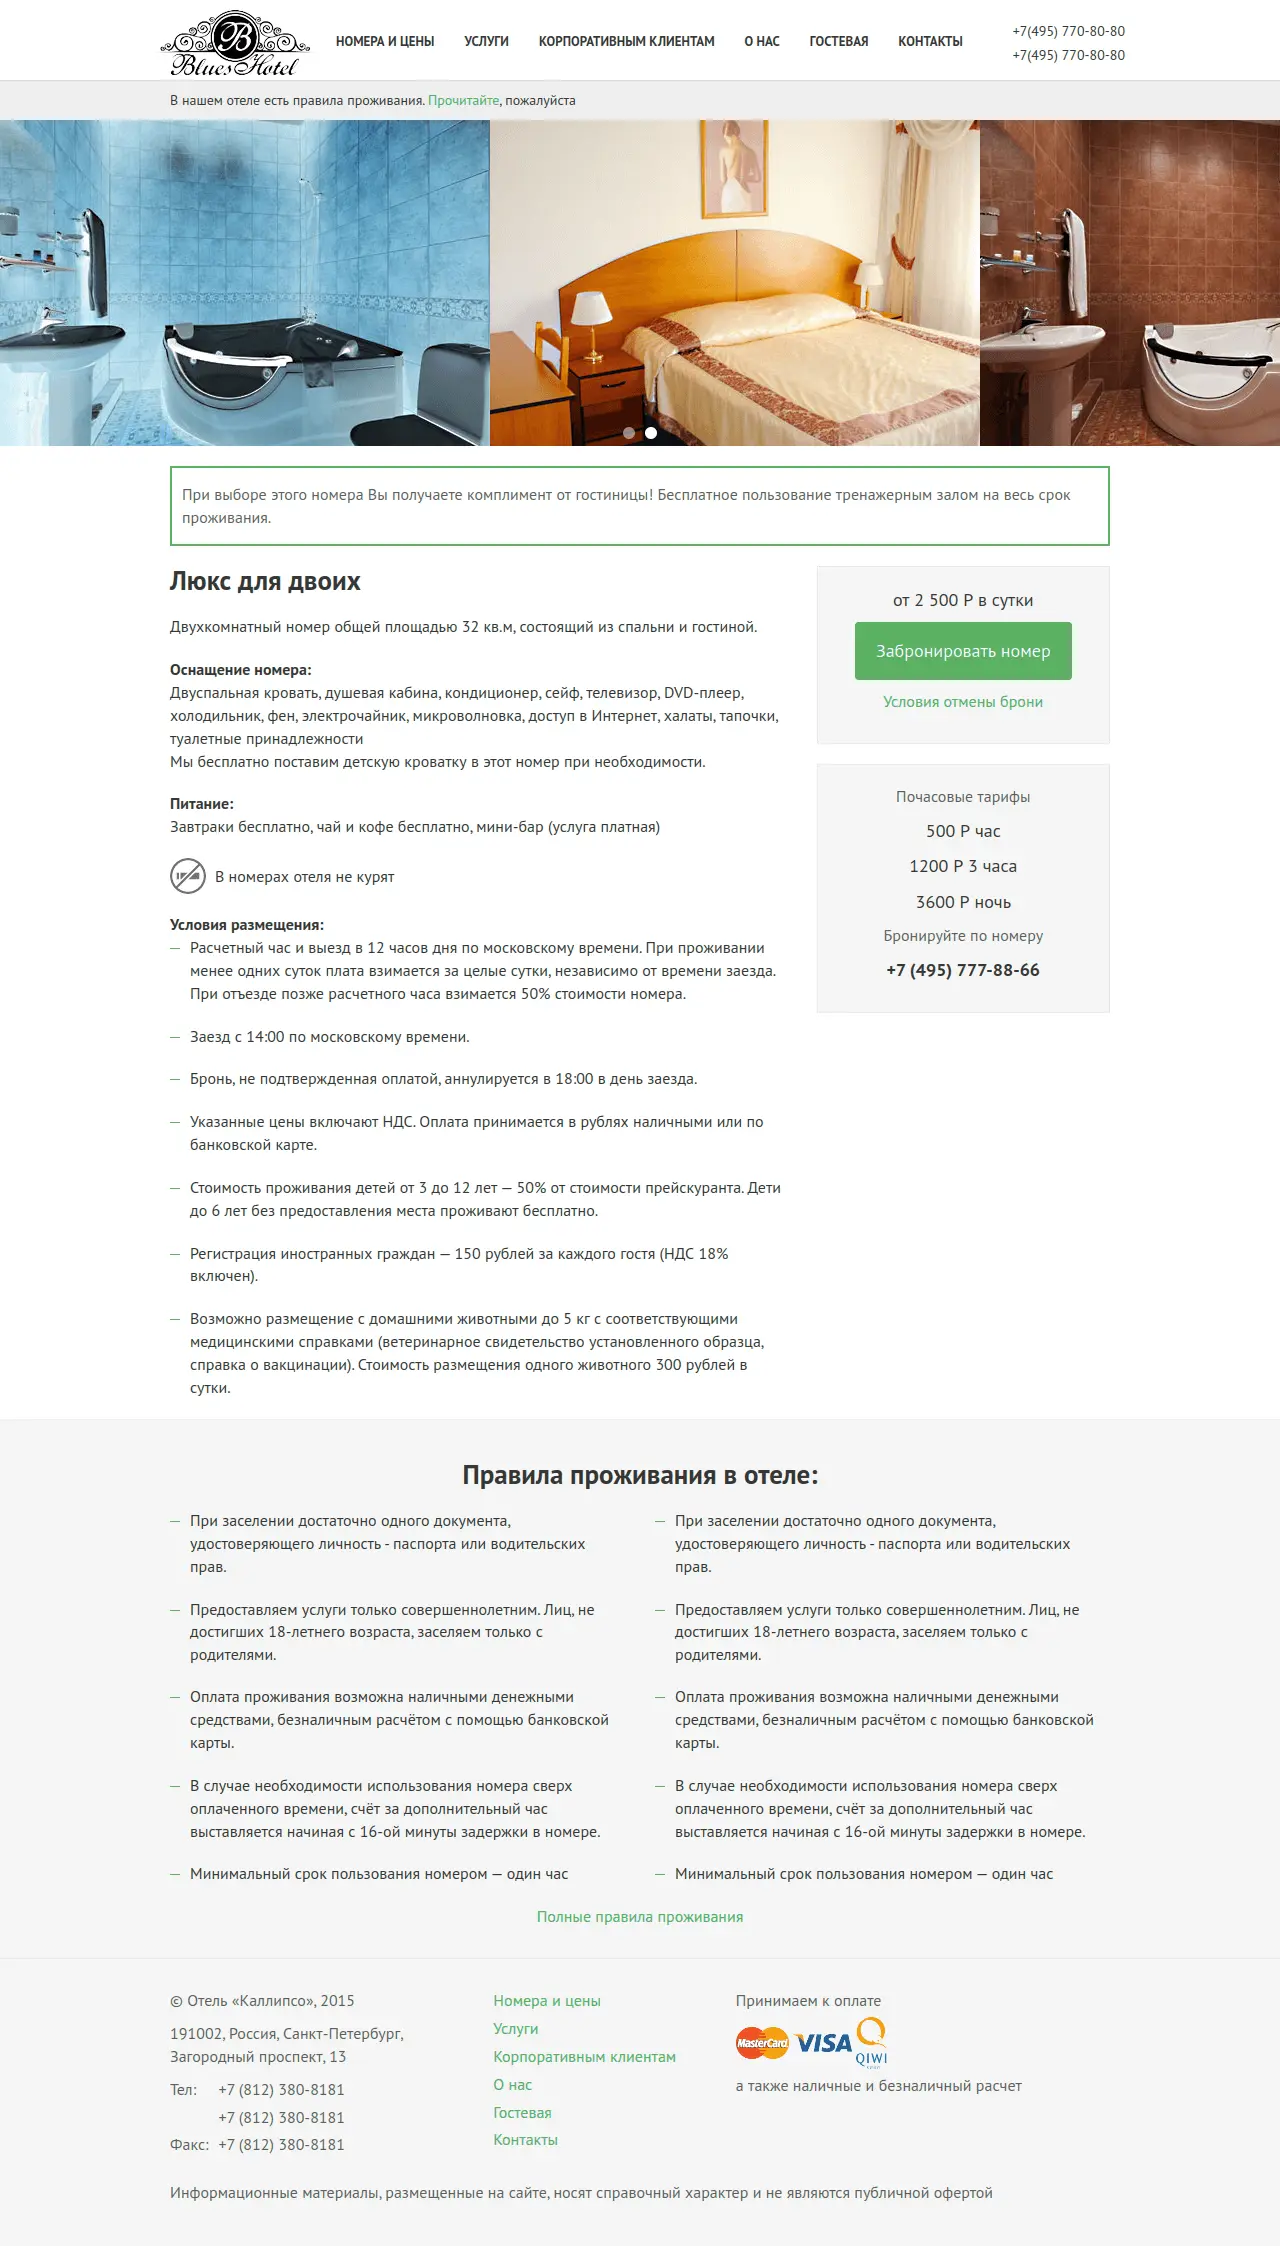 B
Blues Hotel
НОМЕРА И ЦЕНЫ УСЛУГИ КОРПОРАТИВНЫМ КЛИЕНТАМ О НАС ГОСТЕВАЯ КОНТАКТЫ
+7(495) 770-80-80
+7(495) 770-80-80
В нашем отеле есть правила проживания. Прочитайте, пожалуйста
При выборе этого номера Вы получаете комплимент от гостиницы! Бесплатное пользование тренажерным залом на весь срок
проживания.
Люкс для двоих
Двухкомнатный номер общей площадью 32 кв.м, состоящий из спальни и гостиной.
Оснащение номера:
Двуспальная кровать, душевая кабина, кондиционер, сейф, телевизор, DVD-плеер,
холодильник, фен, электрочайник, микроволновка, доступ в Интернет, халаты, тапочки,
туалетные принадлежности
Мы бесплатно поставим детскую кроватку в этот номер при необходимости.
Питание:
Завтраки бесплатно, чай и кофе бесплатно, мини-бар (услуга платная)
В номерах отеля не курят
Условия размещения:
— Расчетный час и выезд в 12 часов дня по московскому времени. При проживании
менее одних суток плата взимается за целые сутки, независимо от времени заезда.
При отъезде позже расчетного часа взимается 50% стоимости номера.
— Заезд с 14:00 по московскому времени.
— Бронь, не подтвержденная оплатой, аннулируется в 18:00 в день заезда.
— Указанные цены включают НДС. Оплата принимается в рублях наличными или по
банковской карте.
— Стоимость проживания детей от 3 до 12 лет — 50% от стоимости прейскуранта. Дети
до 6 лет без предоставления места проживают бесплатно.
— Регистрация иностранных граждан — 150 рублей за каждого гостя (НДС 18%
включен).
— Возможно размещение с домашними животными до 5 кг с соответствующими
медицинскими справками (ветеринарное свидетельство установленного образца,
справка о вакцинации). Стоимость размещения одного животного 300 рублей в
сутки.
от 2 500 Р в сутки
Забронировать номер
Условия отмены брони
Почасовые тарифы
500 Р час
1200 Р 3 часа
3600 Р ночь
Бронируйте по номеру
+7 (495) 777-88-66
Правила проживания в отеле:
— При заселении достаточно одного документа,
удостоверяющего личность - паспорта или водительских
прав.
— Предоставляем услуги только совершеннолетним. Лиц, не
достигших 18-летнего возраста, заселяем только с
родителями.
— Оплата проживания возможна наличными денежными
средствами, безналичным расчётом с помощью банковской
карты.
— В случае необходимости использования номера сверх
оплаченного времени, счёт за дополнительный час
выставляется начиная с 16-ой минуты задержки в номере.
— Минимальный срок пользования номером — один час
— При заселении достаточно одного документа,
удостоверяющего личность - паспорта или водительских
прав.
— Предоставляем услуги только совершеннолетним. Лиц, не
достигших 18-летнего возраста, заселяем только с
родителями.
— Оплата проживания возможна наличными денежными
средствами, безналичным расчётом с помощью банковской
карты.
— В случае необходимости использования номера сверх
оплаченного времени, счёт за дополнительный час
выставляется начиная с 16-ой минуты задержки в номере.
— Минимальный срок пользования номером — один час
Полные правила проживания
© Отель «Каллипсо», 2015
191002, Россия, Санкт-Петербург,
Загородный проспект, 13
Тел: +7 (812) 380-8181
+7 (812) 380-8181
Факс: +7 (812) 380-8181
Номера и цены
Услуги
Корпоративным клиентам
О нас
Гостевая
Контакты
Принимаем к оплате
MasterCard VISA QIWI
а также наличные и безналичный расчет
Информационные материалы, размещенные на сайте, носят справочный характер и не являются публичной офертой